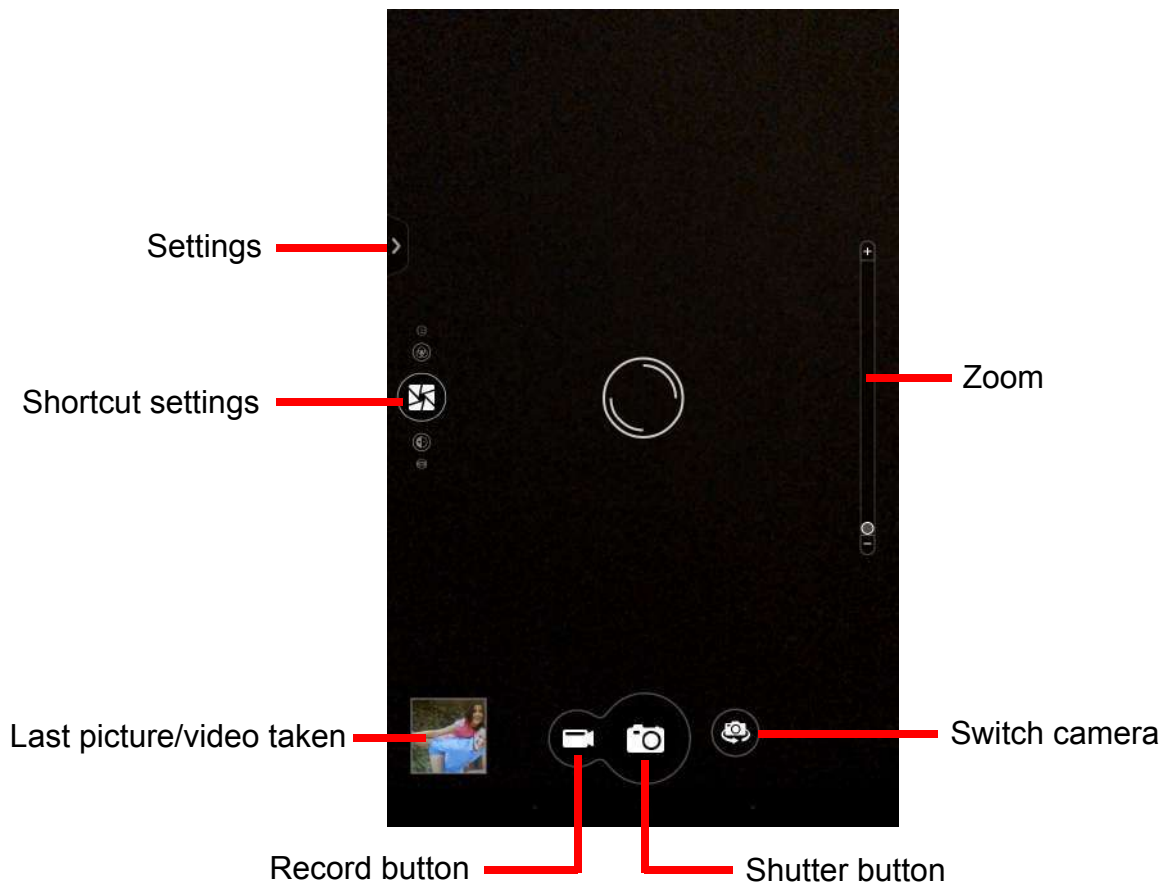 Settings
Shortcut settings
Zoom
Last picture/video taken
Switch camera
Record button
Shutter button